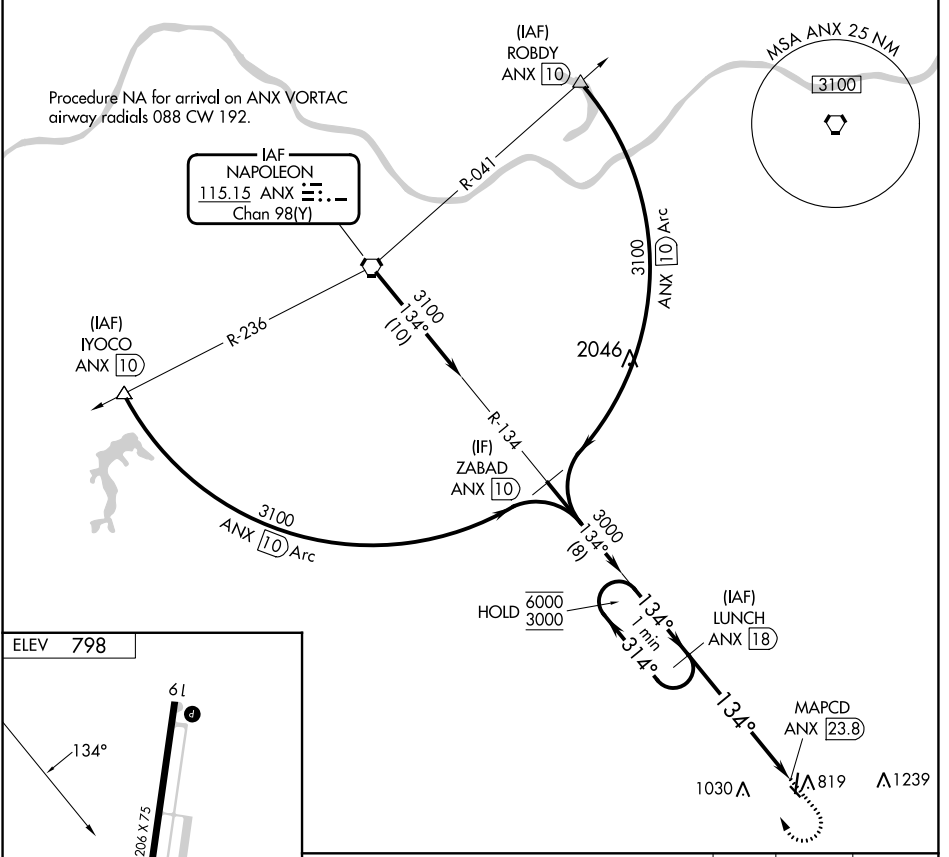 Procedure NA for arrival on ANX VORTAC
airway radials 088 CW 192.
(IAF)
ROBDY
ANX 10
MSA ANX 25 NM
3100
IAF
NAPOLEON
115.15 ANX
Chan 98(Y)
R-041
3100
ANX 10 Arc
(IAF)
IYOCO
ANX 10
R-236
3100
134°
(10)
2046
R-134
(IF)
ZABAD
ANX 10
3100
ANX 10 Arc
3000
134°
(8)
HOLD 6000
3000
134°
1 min
314°
(IAF)
LUNCH
ANX 18
134°
MAPCD
ANX 23.8
1030
819
1239
ELEV 798
19
P
134°
206 X 75